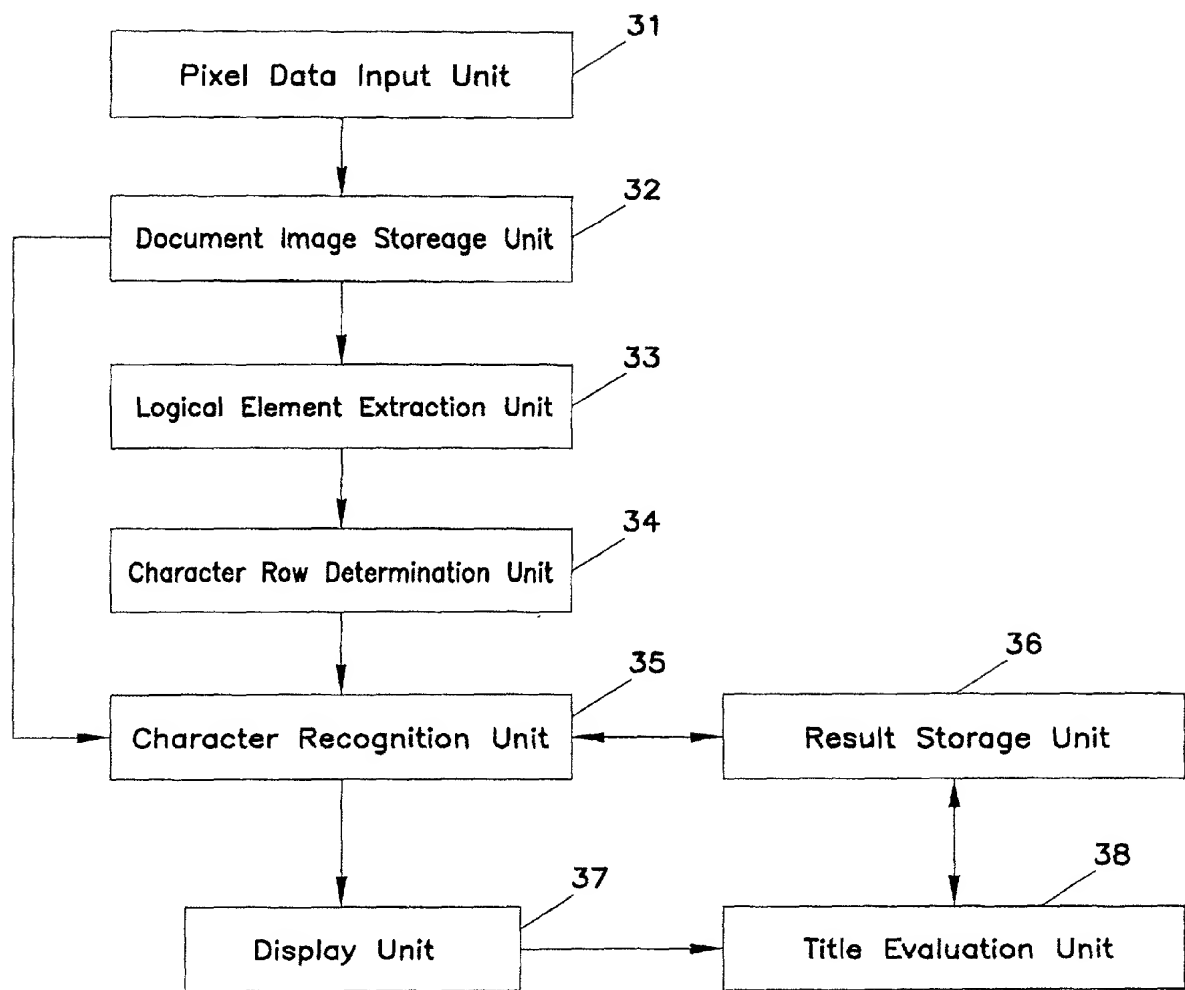 31
Pixel Data Input Unit
32
Document Image Storeage Unit
33
Logical Element Extraction Unit
34
Character Row Determination Unit
35
Character Recognition Unit
36
Result Storage Unit
37
Display Unit
38
Title Evaluation Unit